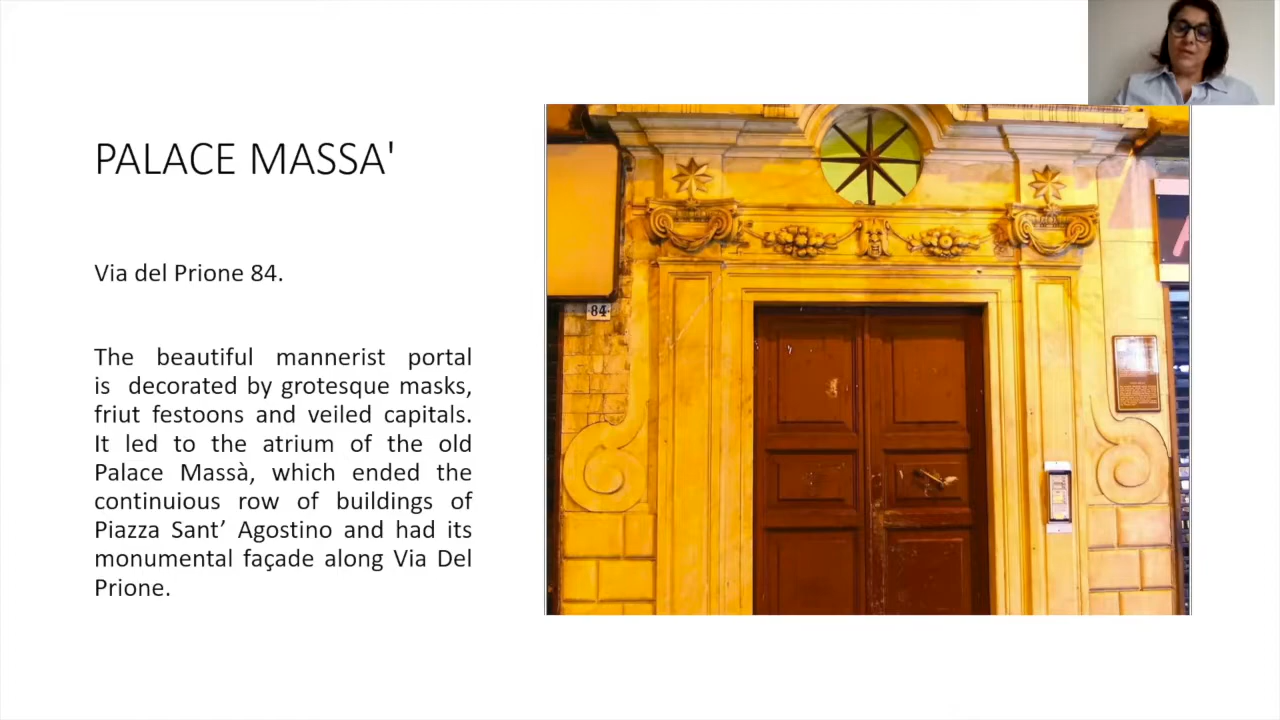 PALACE MASSA'
Via del Prione 84.
The beautiful mannerist portal
is decorated by grotesque masks,
friut festoons and veiled capitals.
It led to the atrium of the old
Palace Massà, which ended the
continuious row of buildings of
Piazza Sant’ Agostino and had its
monumental façade along Via Del
Prione.
84